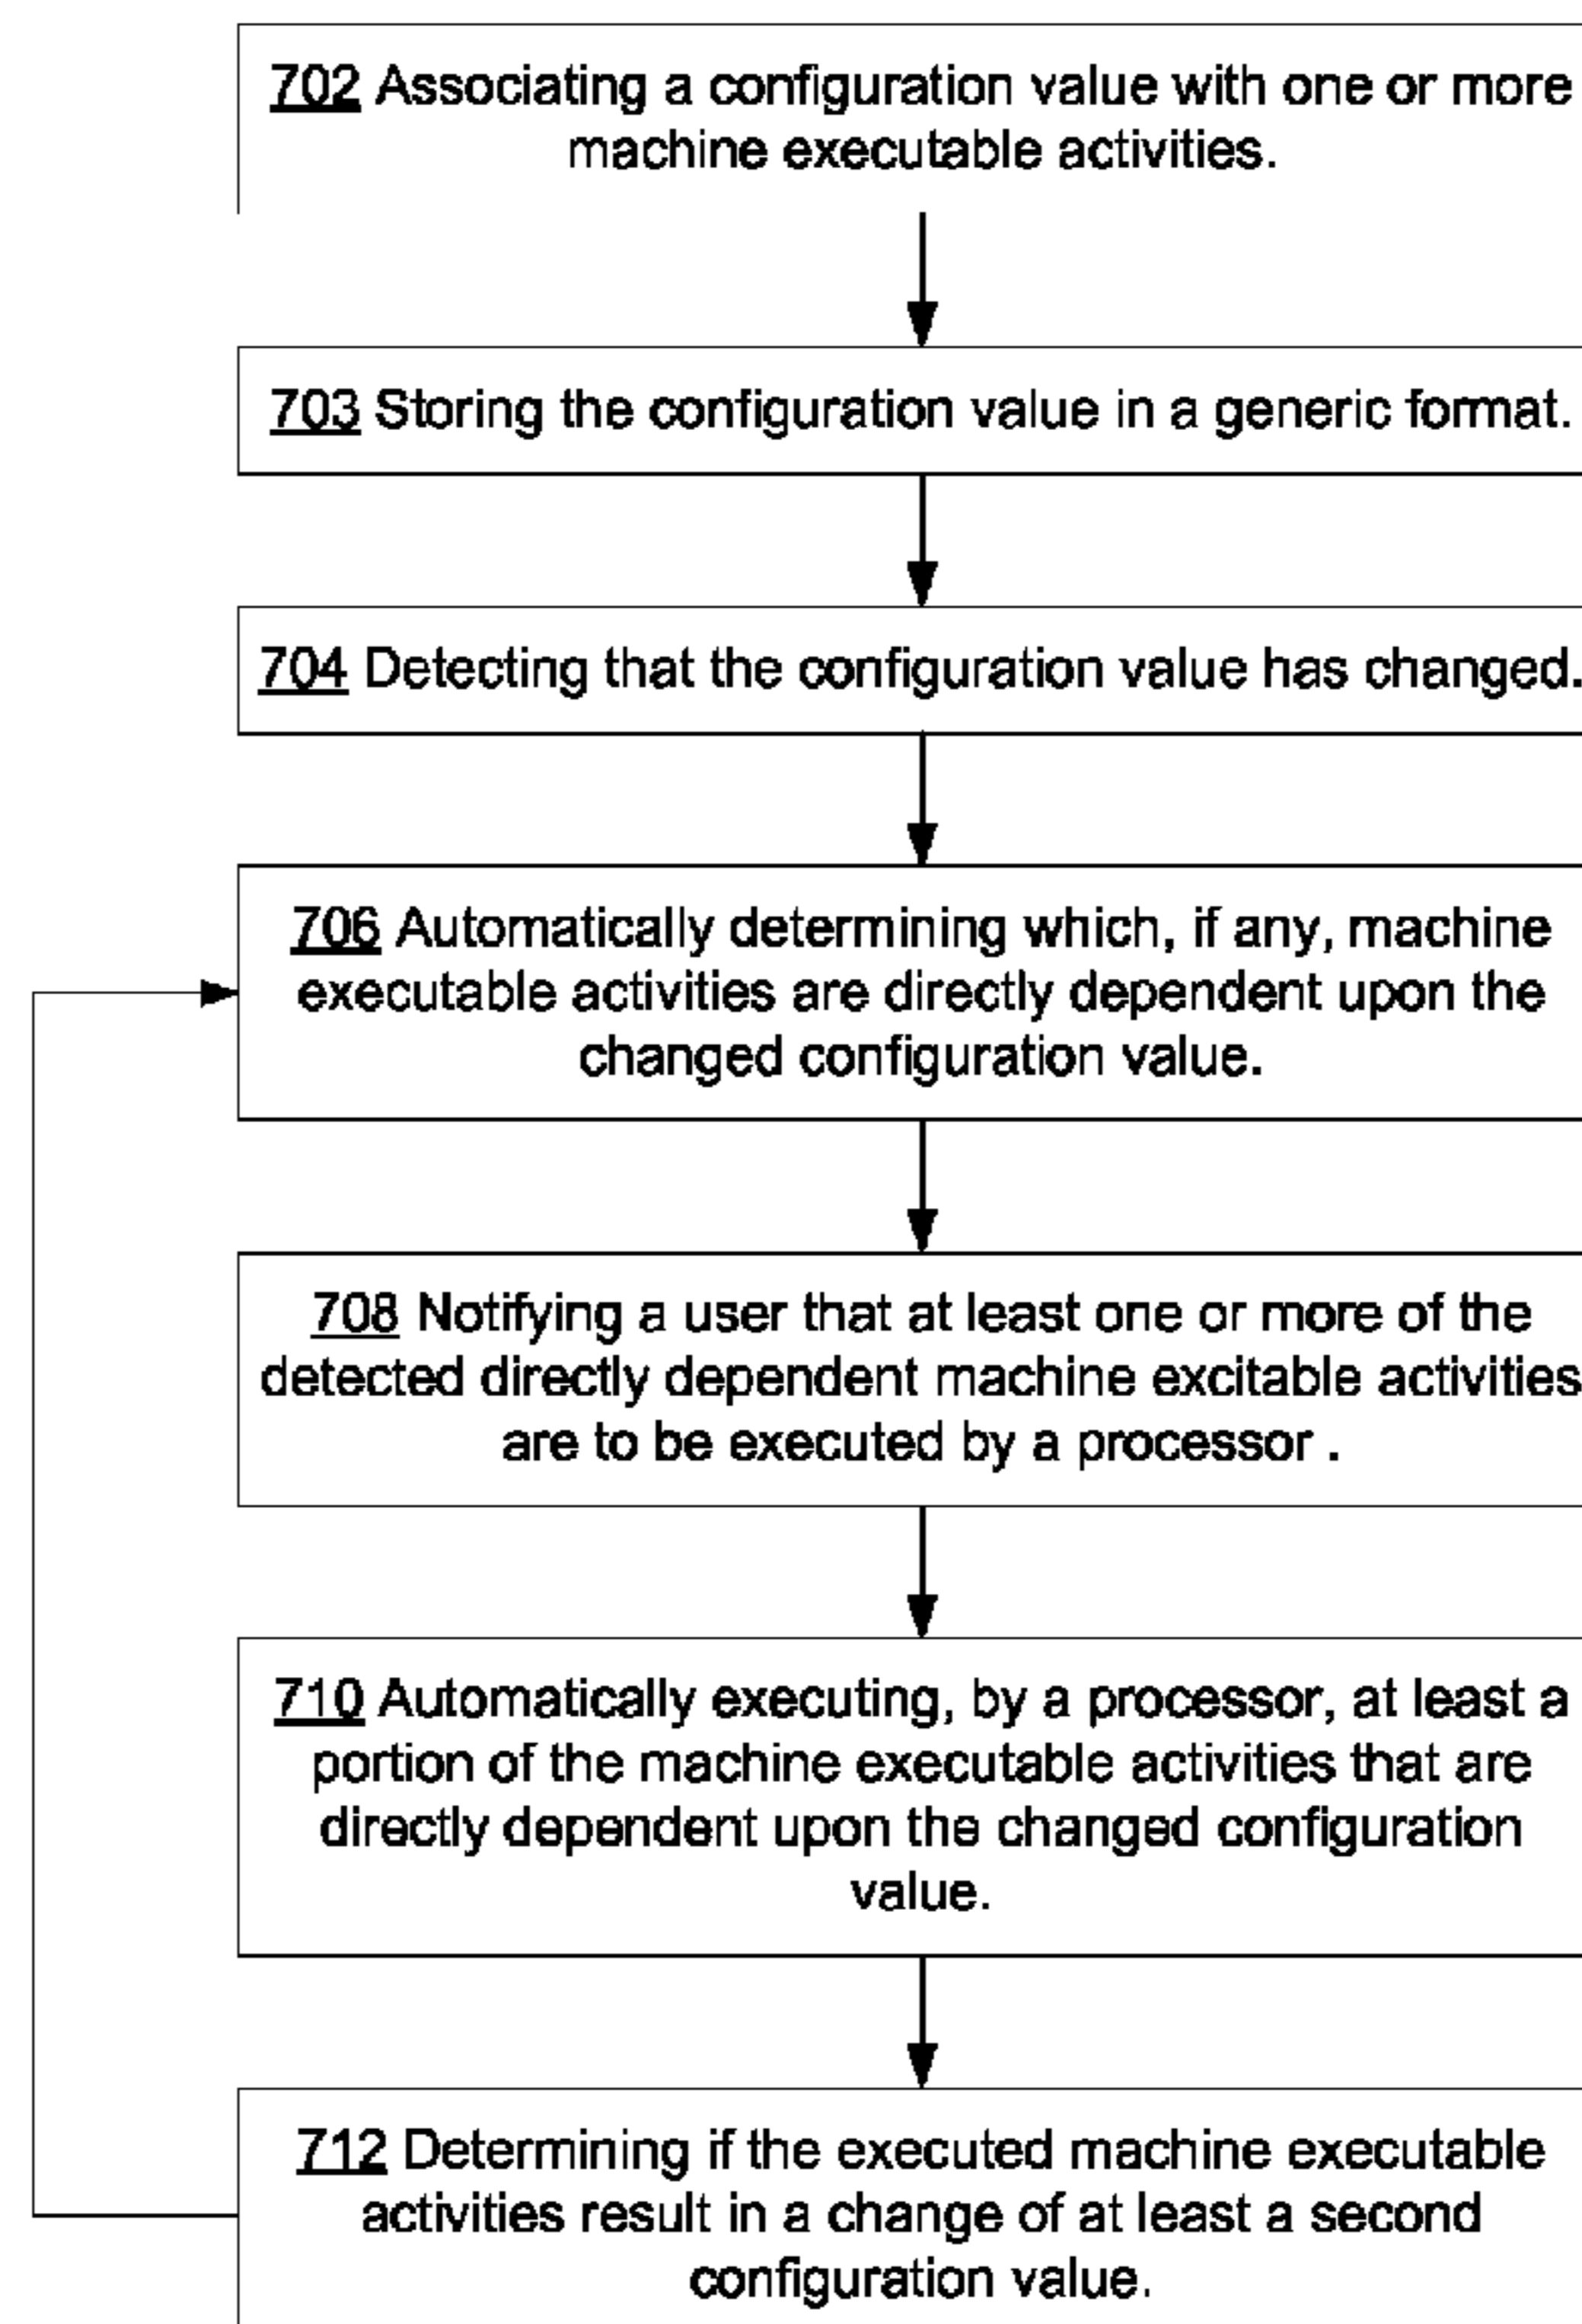 702 Associating a configuration value with one or more
machine executable activities.
703 Storing the configuration value in a generic format.
704 Detecting that the configuration value has changed.
706 Automatically determining which, if any, machine
executable activities are directly dependent upon the
changed configuration value.
708 Notifying a user that at least one or more of the
detected directly dependent machine excitable activities
are to be executed by a processor .
710 Automatically executing, by a processor, at least a
portion of the machine executable activities that are
directly dependent upon the changed configuration
value.
712 Determining if the executed machine executable
activities result in a change of at least a second
configuration value.